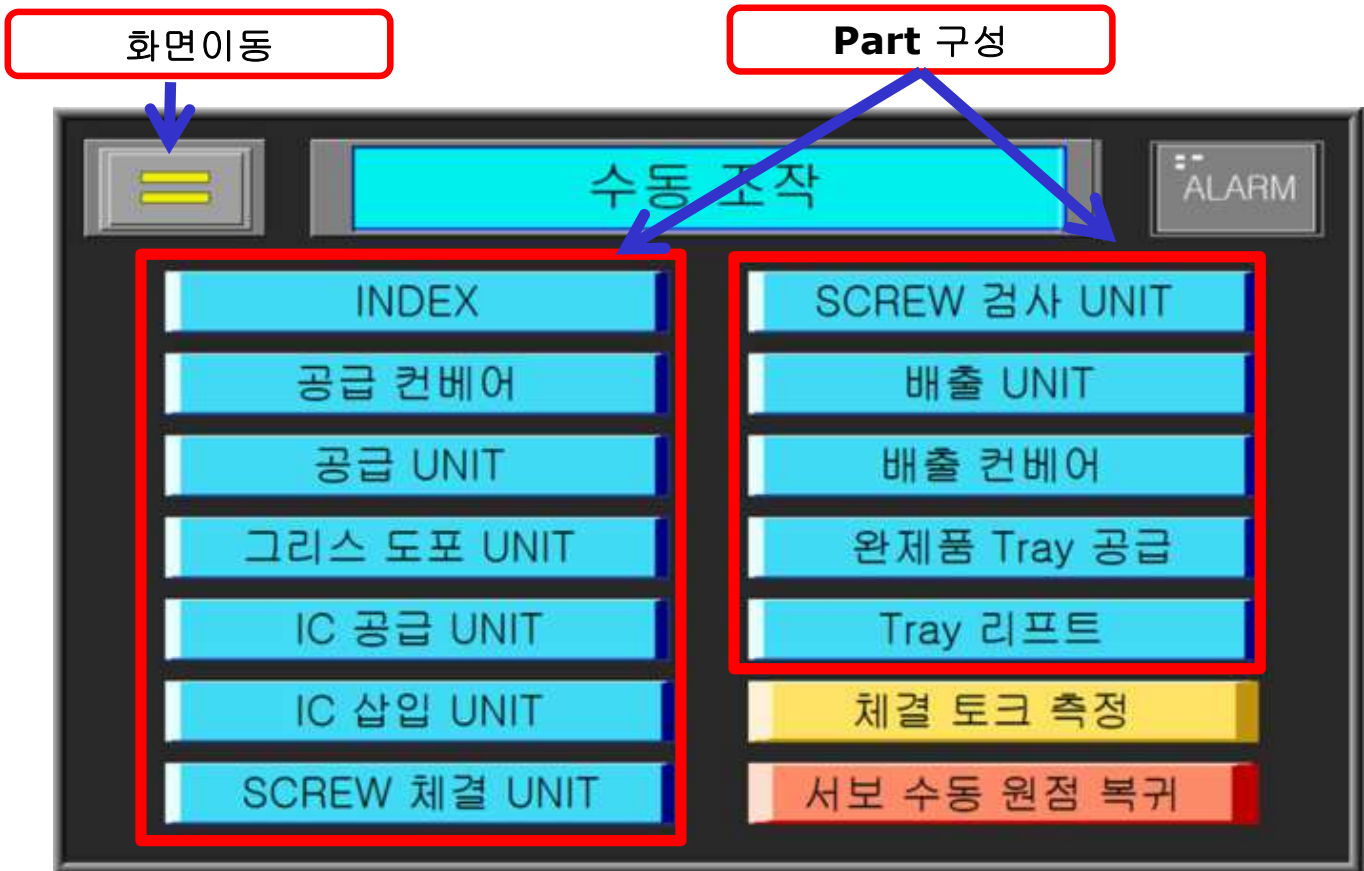 화면이동
Part 구성
수동 조작
ALARM
INDEX
공급 컨베어
공급 UNIT
그리스 도포 UNIT
IC 공급 UNIT
IC 삽입 UNIT
SCREW 체결 UNIT
SCREW 검사 UNIT
배출 UNIT
배출 컨베어
완제품 Tray 공급
Tray 리프트
체결 토크 측정
서보 수동 원점 복귀